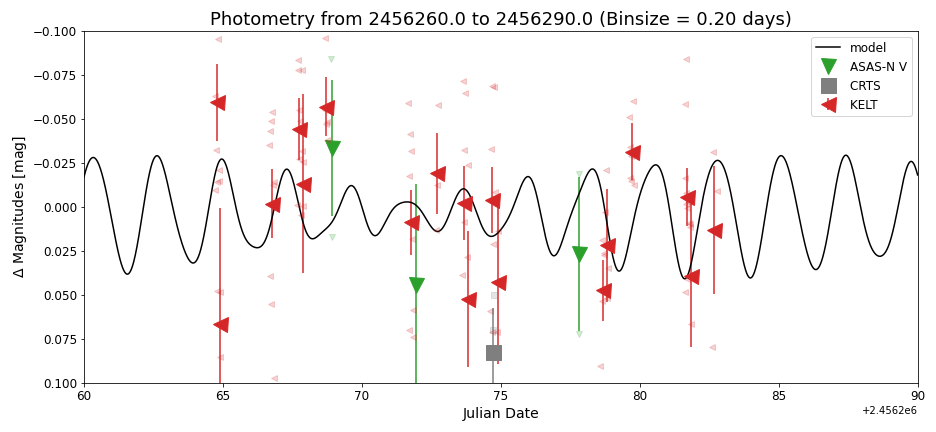 Photometry from 2456260.0 to 2456290.0 (Binsize = 0.20 days)
−0.100
−0.075
−0.050
−0.025
0.000
0.025
0.050
0.075
0.100
Δ Magnitudes [mag]
model
ASAS-N V
CRTS
KELT
60
65
70
75
80
85
90
Julian Date
+2.4562e6